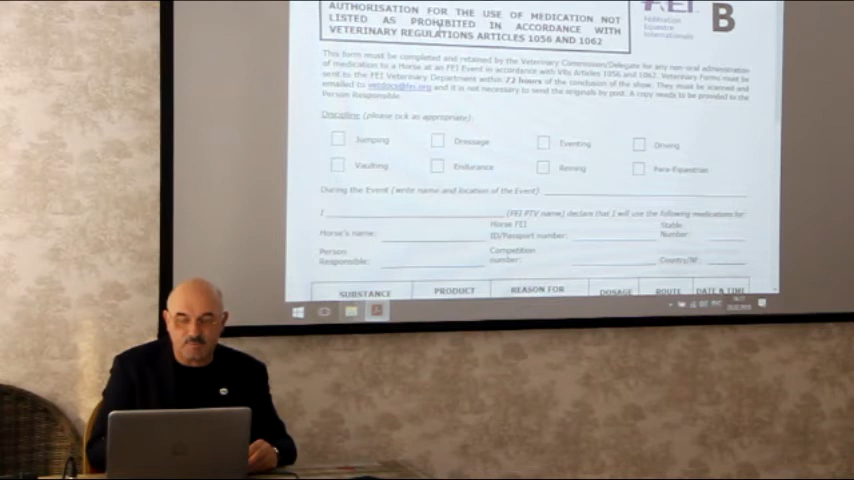 AUTHORISATION FOR THE USE OF MEDICATION NOT
LISTED AS PROHIBITED IN ACCORDANCE WITH
VETERINARY REGULATIONS ARTICLES 1056 AND 1062
FEI
Fédération
Equestre
Internationale
B
This form must be completed and retained by the Veterinary Commission/Delegate for any non-oral administration
of medication to a Horse at an FEI Event in accordance with VRs Articles 1056 and 1062. Veterinary Forms must be
sent to the FEI Veterinary Department within 72 hours of the conclusion of the show. They must be scanned and
emailed to vetdocs@fei.org and it is not necessary to send the originals by post. A copy needs to be provided to the
Person Responsible.
Discipline (please tick as appropriate):
Jumping Dressage Eventing Driving
Vaulting Endurance Reining Para-Equestrian
During the Event (write name and location of the Event)
I (FEI PTV name) declare that I will use the following medications for:
Horse's name: Horse FEI ID/Passport number: Stable Number:
Person Responsible: Competition number: Country/NF:
SUBSTANCE PRODUCT REASON FOR DOSAGE ROUTE DATE & TIME